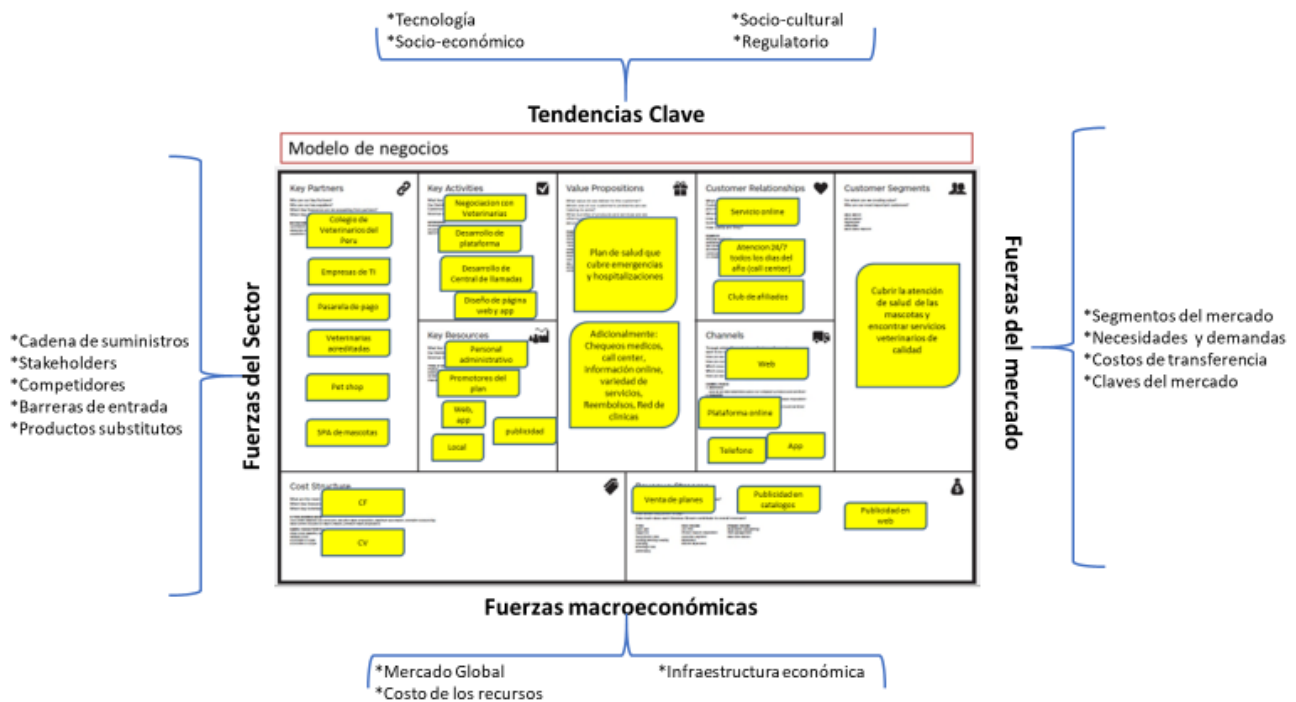 *Tecnología
*Socio-económico
*Socio-cultural
*Regulatorio
Tendencias Clave
Modelo de negocios
Fuerzas del Sector
*Cadena de suministros
*Stakeholders
*Competidores
*Barreras de entrada
*Productos substitutos
Key Partners
Colegio de
Veterinarios del
Peru
Empresas de TI
Pasarela de pago
Veterinarias
acreditadas
Pet shop
SPA de mascotas
Key Activities
Negociacion con
Veterinarias
Desarrollo de
plataforma
Desarrollo de
Central de llamadas
Diseño de página
web y app
Key Resources
Personal
administrativo
Promotores del
plan
Web,
app
publicidad
Local
Value Propositions
Plan de salud que
cubre emergencias
y hospitalizaciones
Adicionalmente:
Chequeos medicos,
call center,
información online,
variedad de
servicios,
Reembolsos, Red de
clinicas
Customer Relationships
Servicio online
Atencion 24/7
todos los dias del
año (call center)
Club de afiliados
Channels
Web
Plataforma online
Telefono
App
Customer Segments
Cubrir la atención
de salud de las
mascotas y
encontrar servicios
veterinarios de
calidad
Cost Structure
CF
CV
Venta de planes
Publicidad en
catalogos
Publicidad en
web
Fuerzas del mercado
*Segmentos del mercado
*Necesidades y demandas
*Costos de transferencia
*Claves del mercado
Fuerzas macroeconómicas
*Mercado Global
*Costo de los recursos
*Infraestructura económica